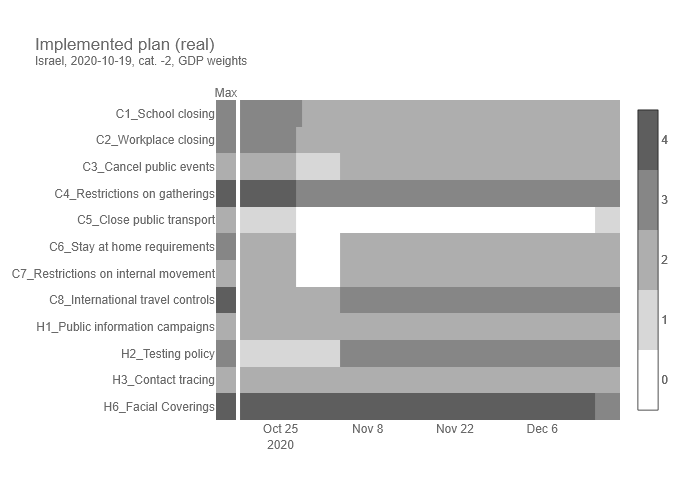 Implemented plan (real)
Israel, 2020-10-19, cat. -2, GDP weights
Max
C1_School closing
C2_Workplace closing
C3_Cancel public events
C4_Restrictions on gatherings
C5_Close public transport
C6_Stay at home requirements
C7_Restrictions on internal movement
C8_International travel controls
H1_Public information campaigns
H2_Testing policy
H3_Contact tracing
H6_Facial Coverings
Oct 25
2020
Nov 8
Nov 22
Dec 6
4
3
2
1
0